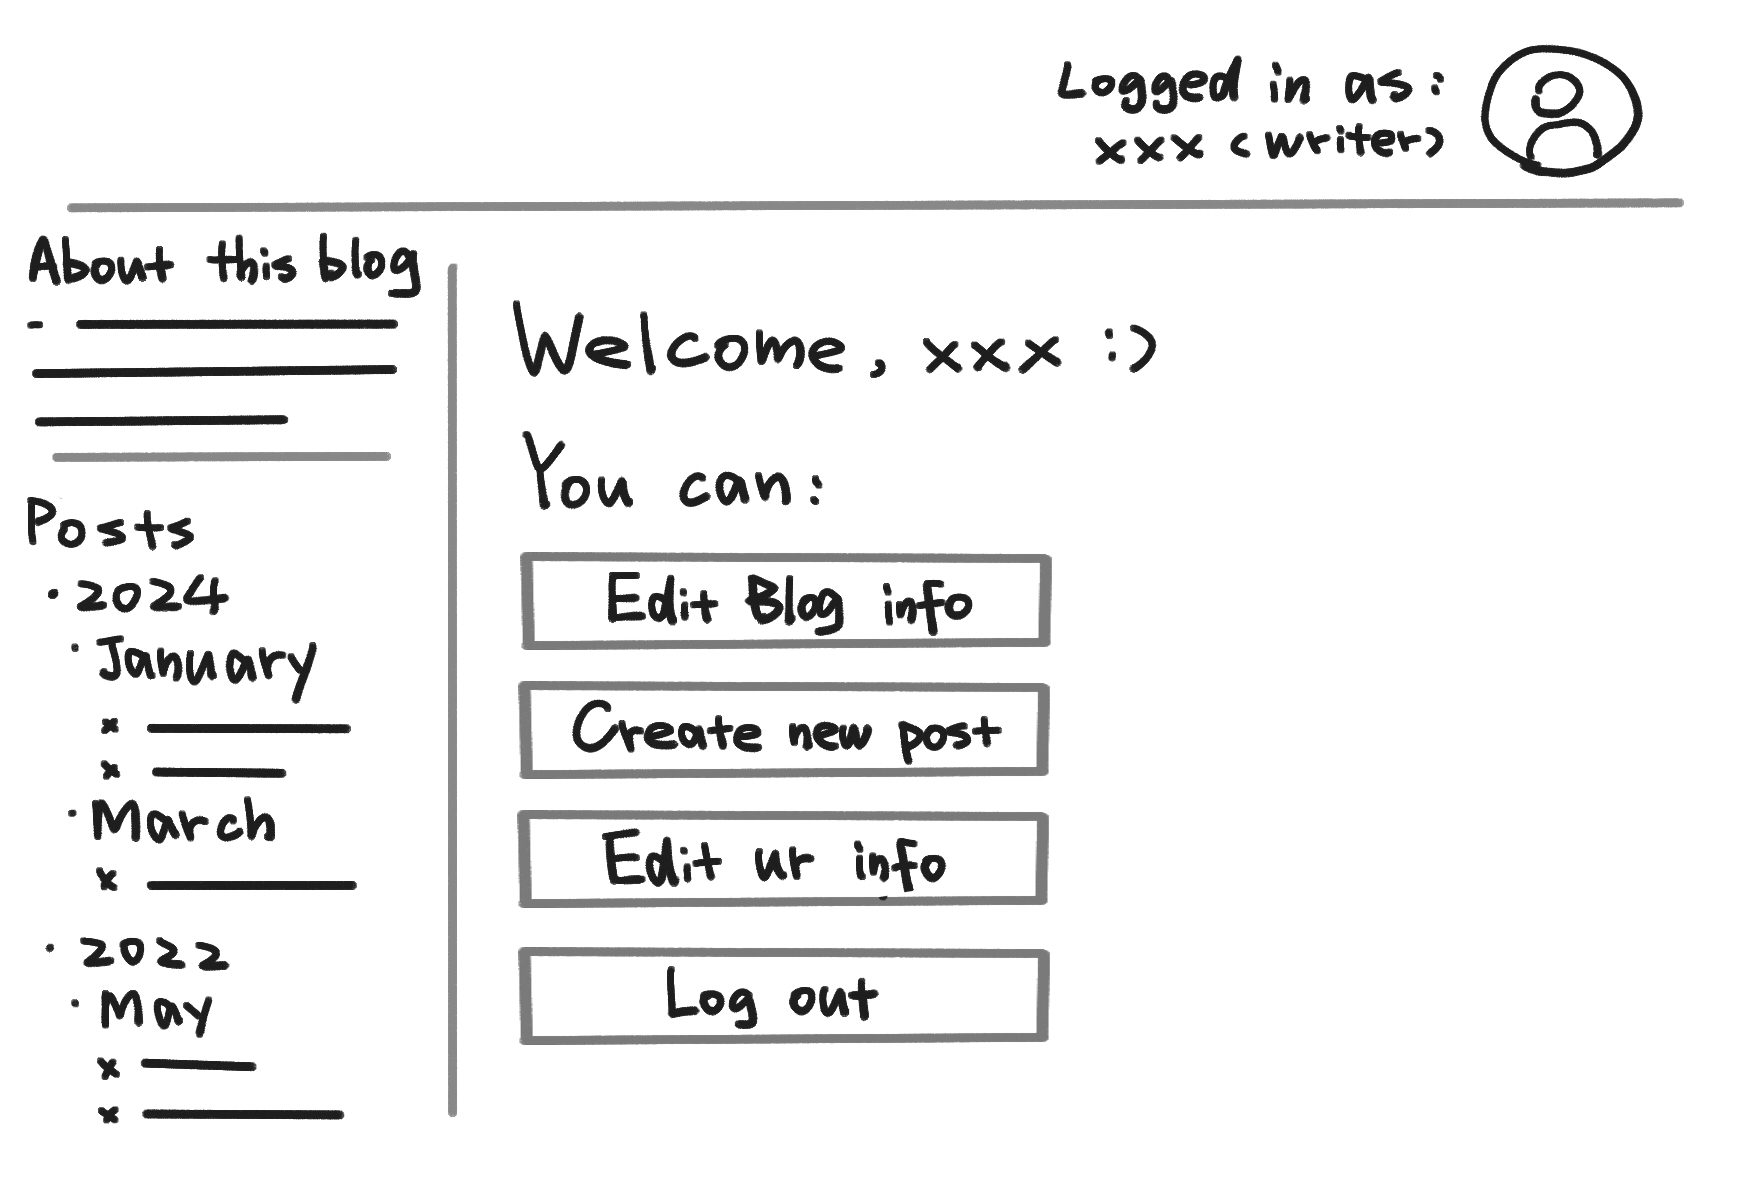 Logged in as:
xxx (writer)
About this blog
-
Posts
· 2024
· January
x
x
· March
x
· 2022
· May
x
x
Welcome, xxx :)
You can:
Edit Blog info
Create new post
Edit ur info
Log out